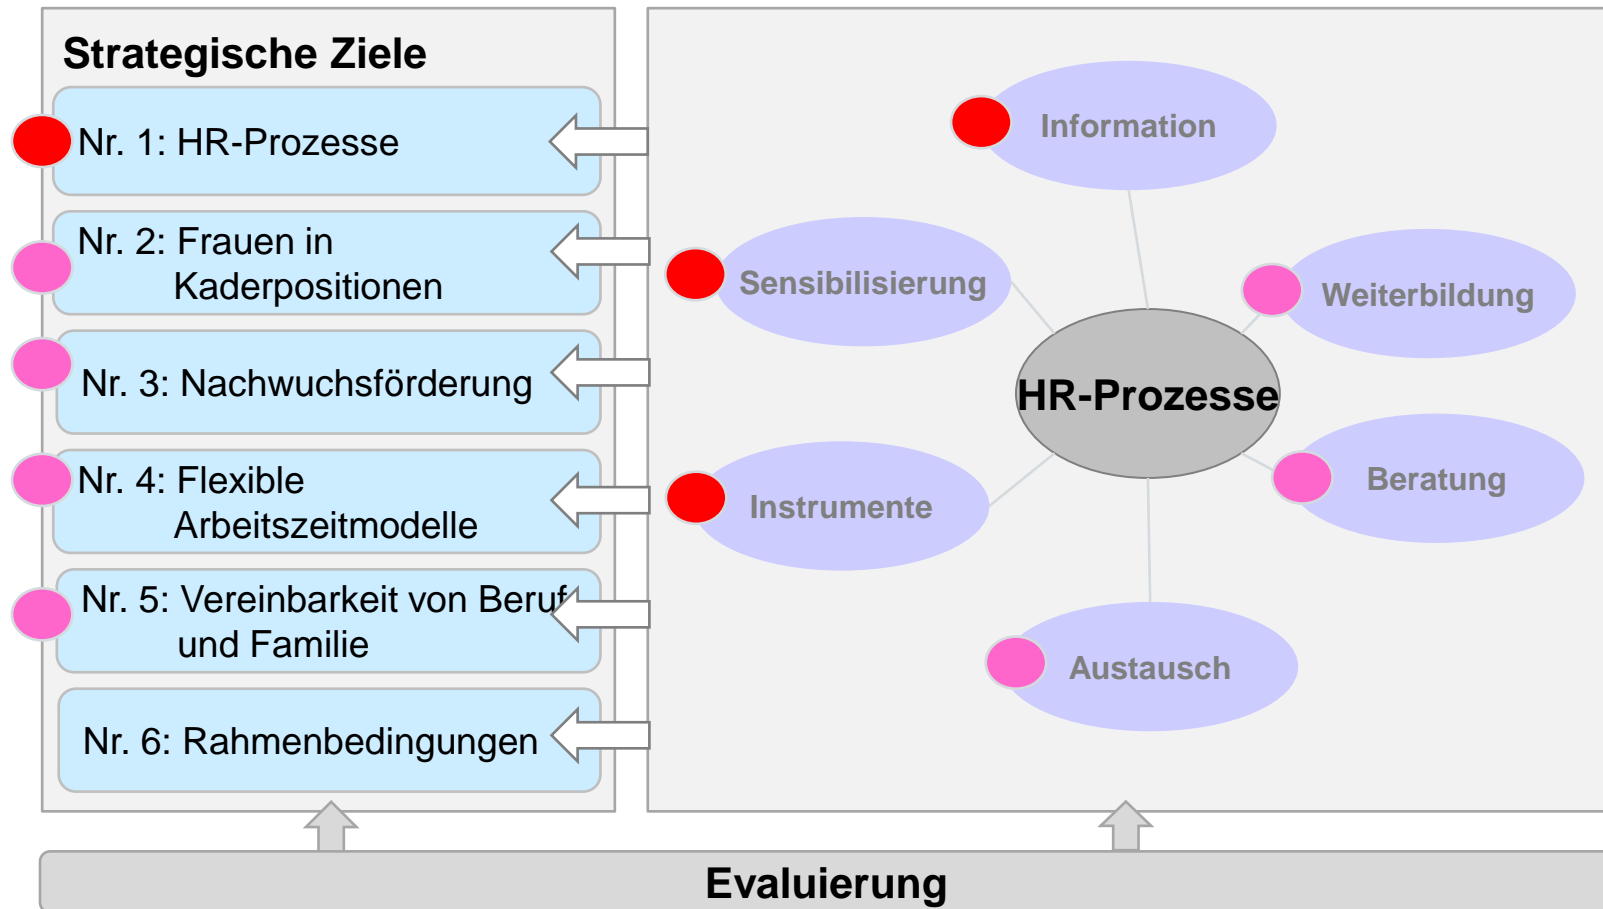 Strategische Ziele
Nr. 1: HR-Prozesse
Nr. 2: Frauen in
Kaderpositionen
Nr. 3: Nachwuchsförderung
Nr. 4: Flexible
Arbeitszeitmodelle
Nr. 5: Vereinbarkeit von Beruf
und Familie
Nr. 6: Rahmenbedingungen
Information
Sensibilisierung
Weiterbildung
HR-Prozesse
Instrumente
Beratung
Austausch
Evaluierung